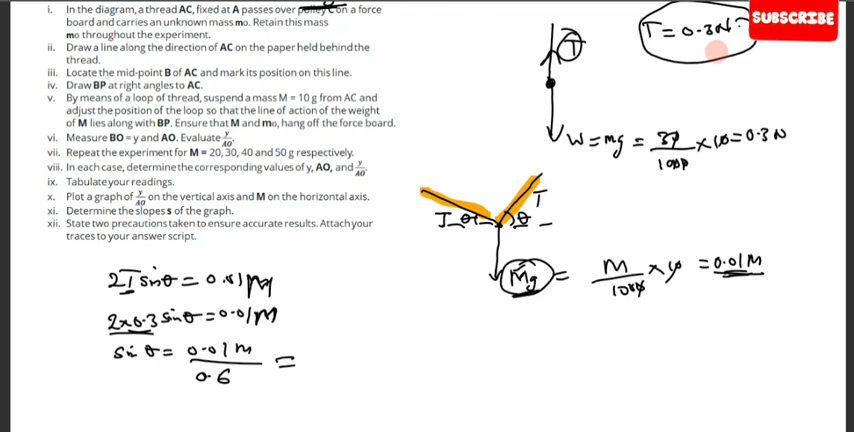 i. In the diagram, a thread AC, fixed at A passes over pulley C on a force
board and carries an unknown mass mo. Retain this mass
mo throughout the experiment.
ii. Draw a line along the direction of AC on the paper held behind the
thread.
iii. Locate the mid-point B of AC and mark its position on this line.
iv. Draw BP at right angles to AC.
v. By means of a loop of thread, suspend a mass M = 10 g from AC and
adjust the position of the loop so that the line of action of the weight
of M lies along with BP. Ensure that M and mo, hang off the force board.
vi. Measure BO = y and AO. Evaluate y/AO.
vii. Repeat the experiment for M = 20, 30, 40 and 50 g respectively.
viii. In each case, determine the corresponding values of y, AO, and y/AO.
ix. Tabulate your readings.
x. Plot a graph of y/AO on the vertical axis and M on the horizontal axis.
xi. Determine the slope s of the graph.
xii. State two precautions taken to ensure accurate results. Attach your
traces to your answer script.
T = 0.3N
SUBSCRIBE
T
W = mg = 30/1000 × 10 = 0.3 N
T θ θ T
Mg = M/1000 × 10 = 0.01M
2T sin θ = 0.01M
2×0.3 sin θ = 0.01M
sin θ = 0.01M/0.6 =